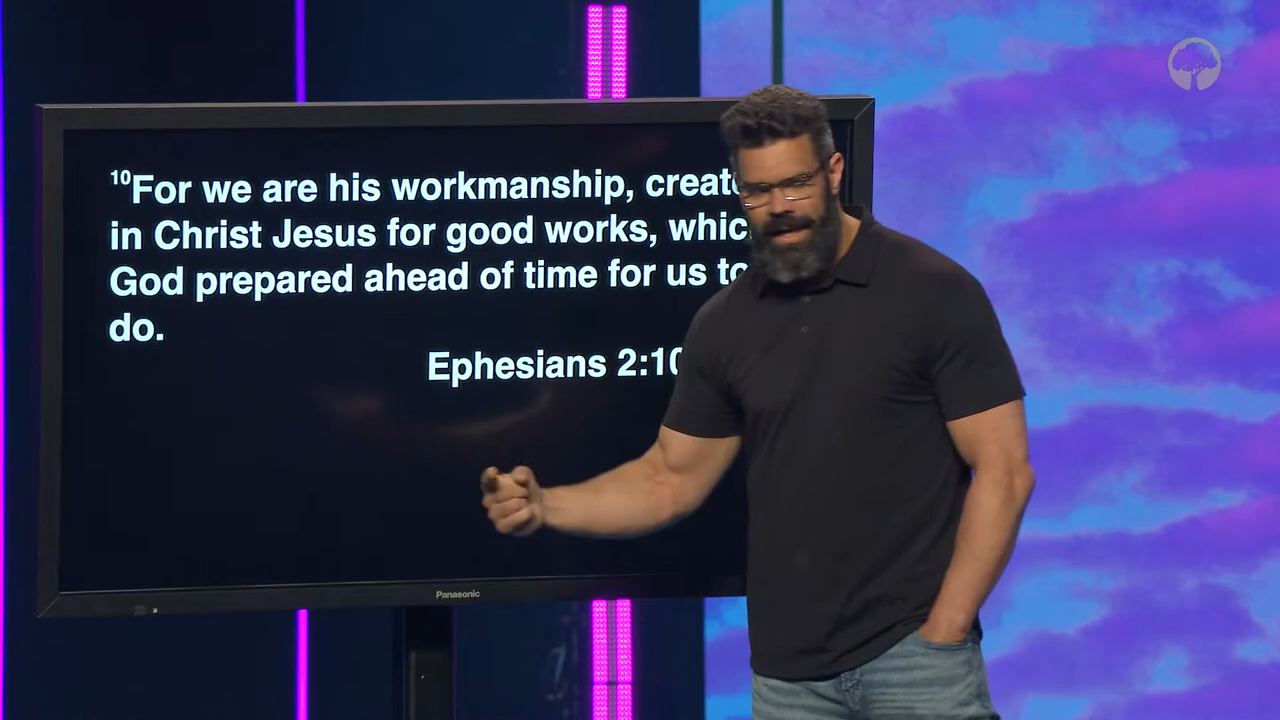 10For we are his workmanship, creat
in Christ Jesus for good works, whic
God prepared ahead of time for us to
do.
Ephesians 2:10
Panasonic